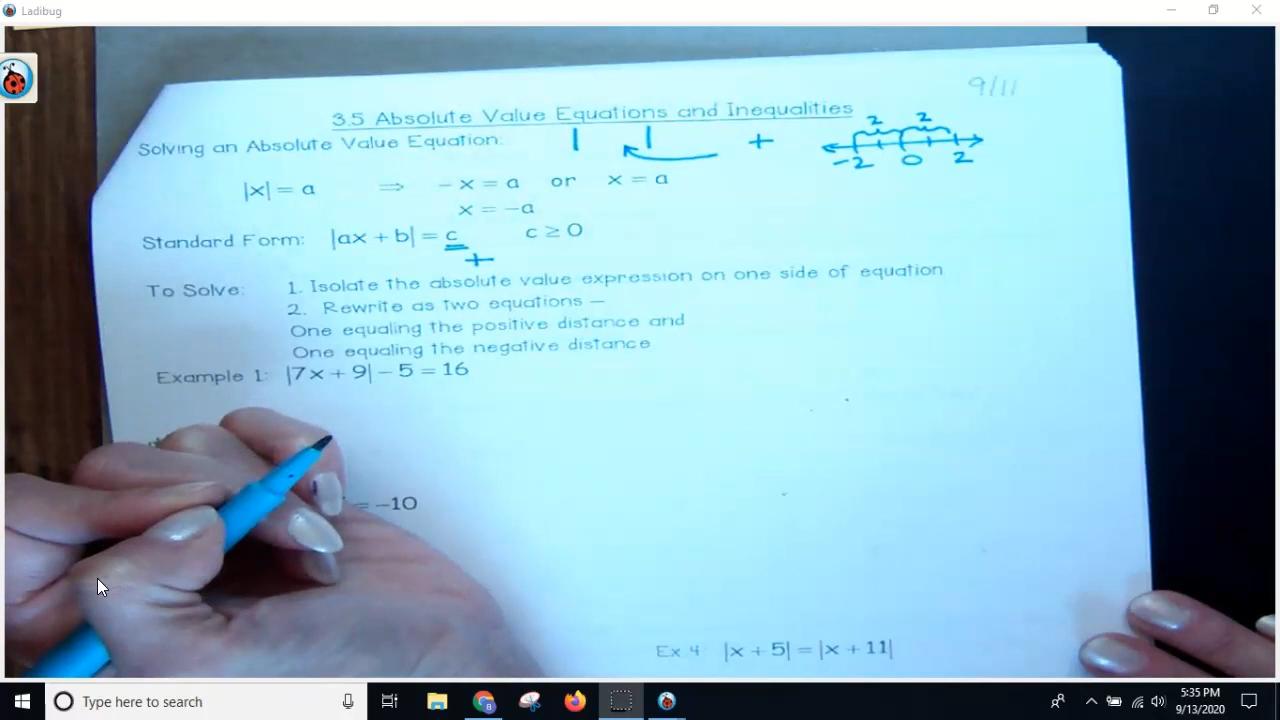 Ladibug
9/11
3.5 Absolute Value Equations and Inequalities
Solving an Absolute Value Equation: | | +
2 2
-2 0 2
|x| = a ⇒ -x = a or x = a
x = -a
Standard Form: |ax + b| = c c ≥ 0
+
To Solve: 1. Isolate the absolute value expression on one side of equation
2. Rewrite as two equations –
One equaling the positive distance and
One equaling the negative distance
Example 1: |7x + 9| - 5 = 16
= -10
Ex 4 |x + 5| = |x + 11|
Type here to search
5:35 PM
9/13/2020